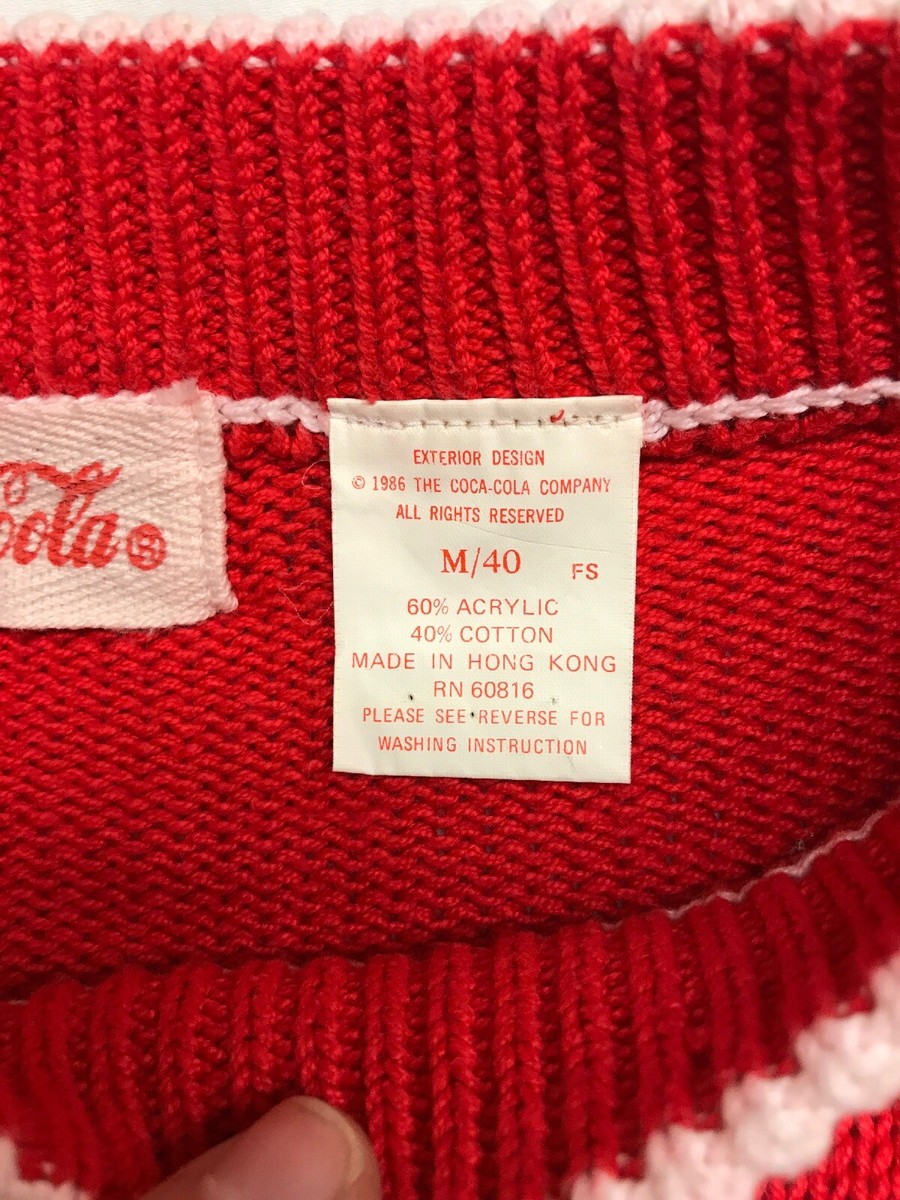 Cola®
EXTERIOR DESIGN
© 1986 THE COCA-COLA COMPANY
ALL RIGHTS RESERVED
M/40 FS
60% ACRYLIC
40% COTTON
MADE IN HONG KONG
RN 60816
PLEASE SEE REVERSE FOR
WASHING INSTRUCTION